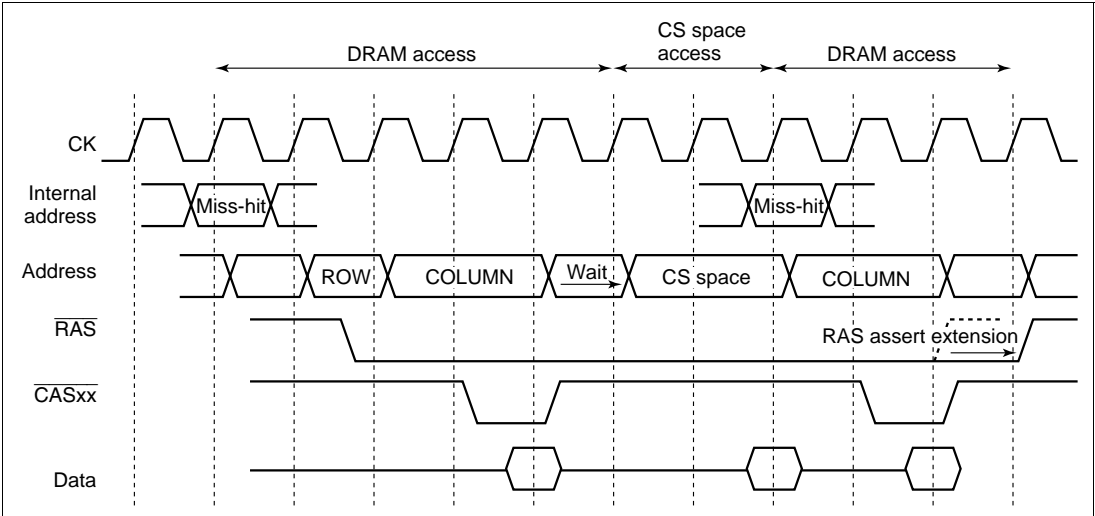 DRAM access
CS space
access
DRAM access
CK
Internal
address
Miss-hit
Miss-hit
Address
ROW
COLUMN
Wait
CS space
COLUMN
RAS
RAS assert extension
CASxx
Data